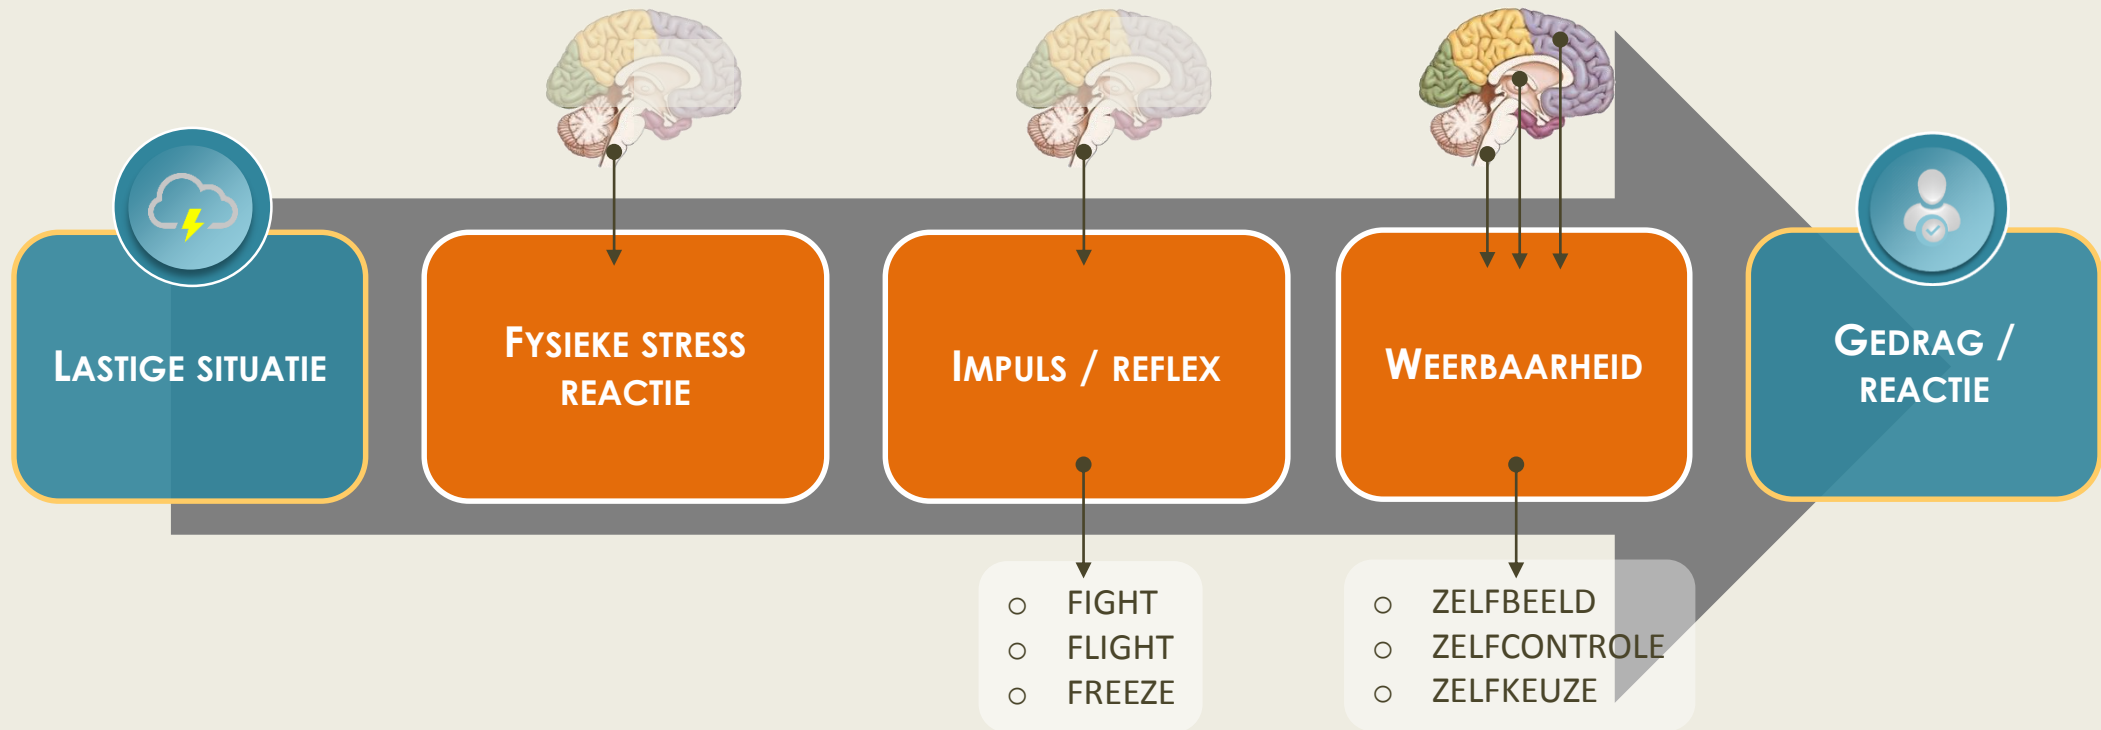 LASTIGE SITUATIE
FYSIEKE STRESS
REACTIE
IMPULS / REFLEX
WEERBAARHEID
GEDRAG /
REACTIE
○ FIGHT
○ FLIGHT
○ FREEZE
○ ZELFBEELD
○ ZELFCONTROLE
○ ZELFKEUZE